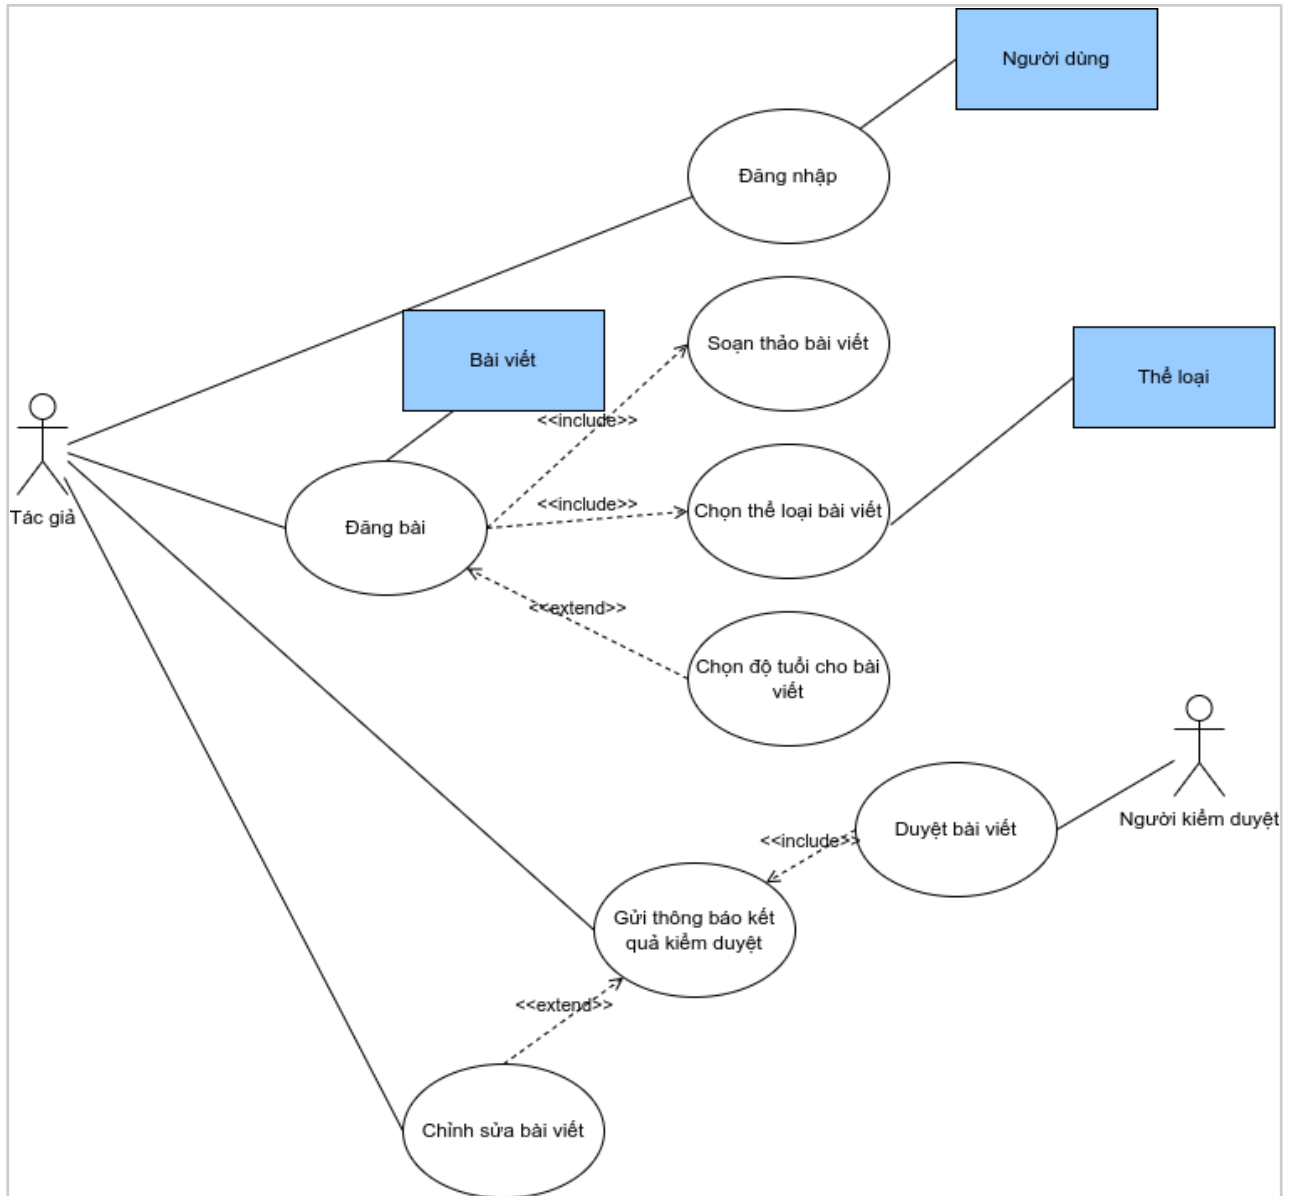 Người dùng
Đăng nhập
Bài viết
Soạn thảo bài viết
Thể loại
<<include>>
Tác giả
Đăng bài
<<include>>
Chọn thể loại bài viết
<<extend>>
Chọn độ tuổi cho bài
viết
Người kiểm duyệt
Duyệt bài viết
<<include>>
Gửi thông báo kết
quả kiểm duyệt
<<extend>>
Chỉnh sửa bài viết